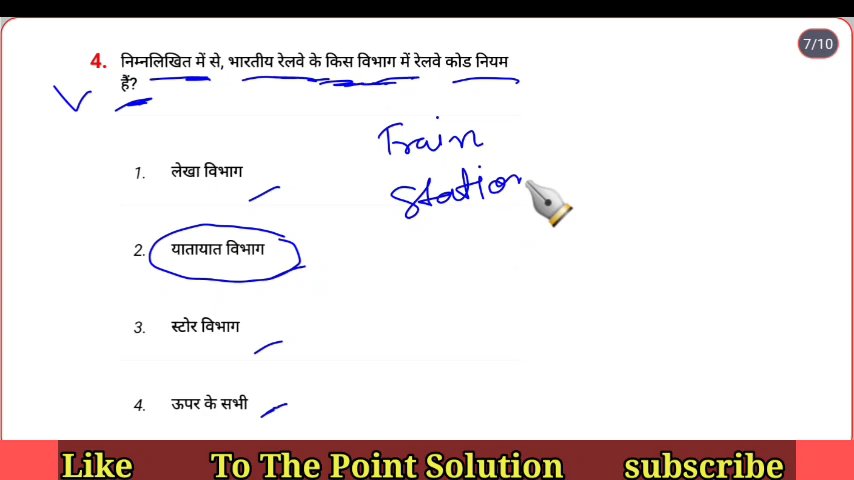 7/10
4. निम्नलिखित में से, भारतीय रेलवे के किस विभाग में रेलवे कोड नियम
हैं?
Train
1. लेखा विभाग
Station
2. यातायात विभाग
3. स्टोर विभाग
4. ऊपर के सभी
Like To The Point Solution subscribe